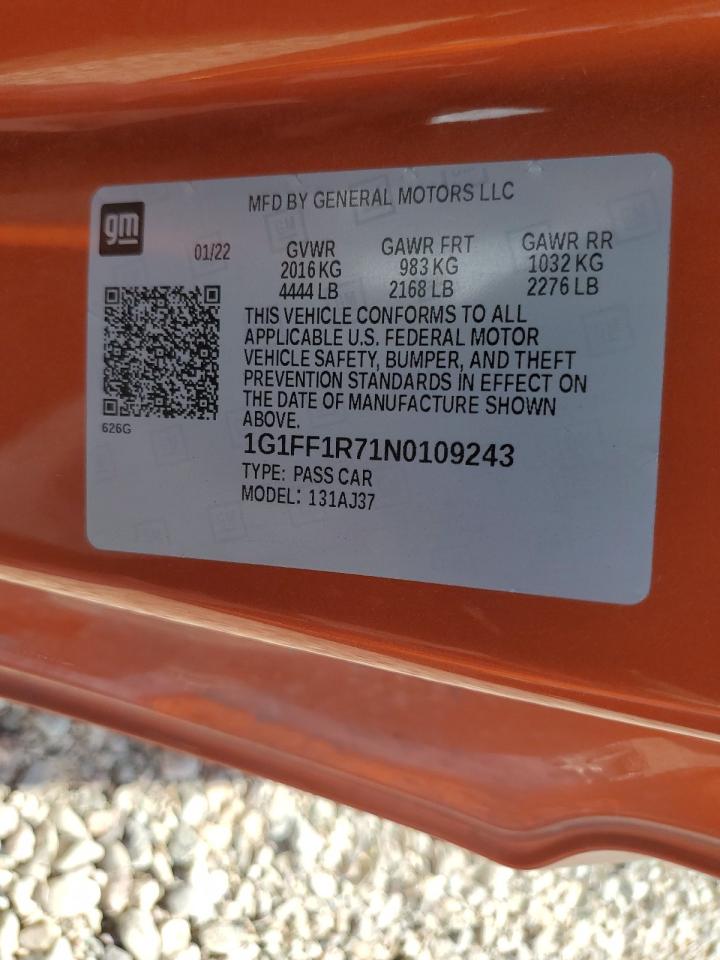 gm
MFD BY GENERAL MOTORS LLC
01/22 GVWR GAWR FRT GAWR RR
2016 KG 983 KG 1032 KG
4444 LB 2168 LB 2276 LB
THIS VEHICLE CONFORMS TO ALL
APPLICABLE U.S. FEDERAL MOTOR
VEHICLE SAFETY, BUMPER, AND THEFT
PREVENTION STANDARDS IN EFFECT ON
THE DATE OF MANUFACTURE SHOWN
ABOVE.
626G
1G1FF1R71N0109243
TYPE: PASS CAR
MODEL: 131AJ37